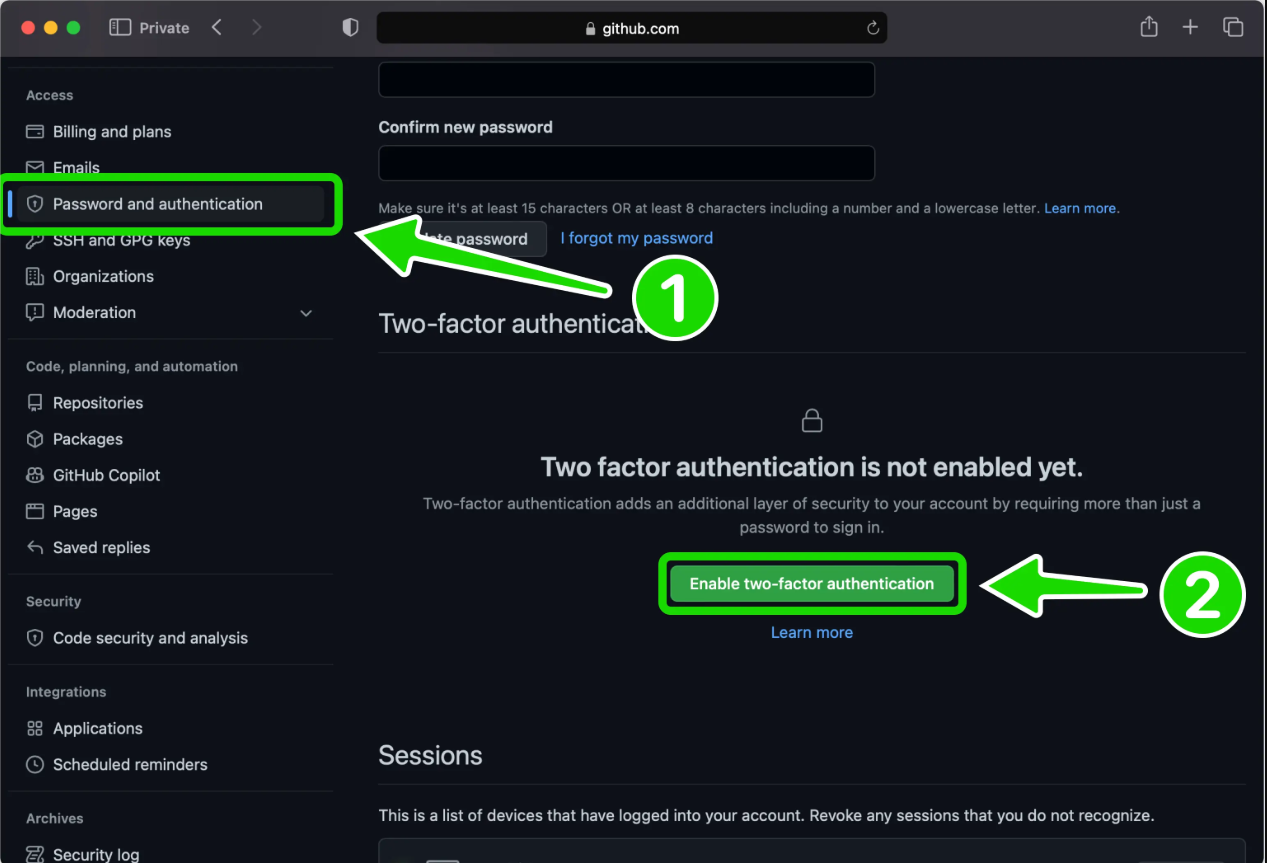 Private
github.com
Access
Billing and plans
Emails
Password and authentication
SSH and GPG keys
Organizations
Moderation
Code, planning, and automation
Repositories
Packages
GitHub Copilot
Pages
Saved replies
Security
Code security and analysis
Integrations
Applications
Scheduled reminders
Archives
Security log
Confirm new password
Make sure it's at least 15 characters OR at least 8 characters including a number and a lowercase letter. Learn more.
password
I forgot my password
1
Two-factor
Two factor authentication is not enabled yet.
Two-factor authentication adds an additional layer of security to your account by requiring more than just a
password to sign in.
Enable two-factor authentication
2
Learn more
Sessions
This is a list of devices that have logged into your account. Revoke any sessions that you do not recognize.